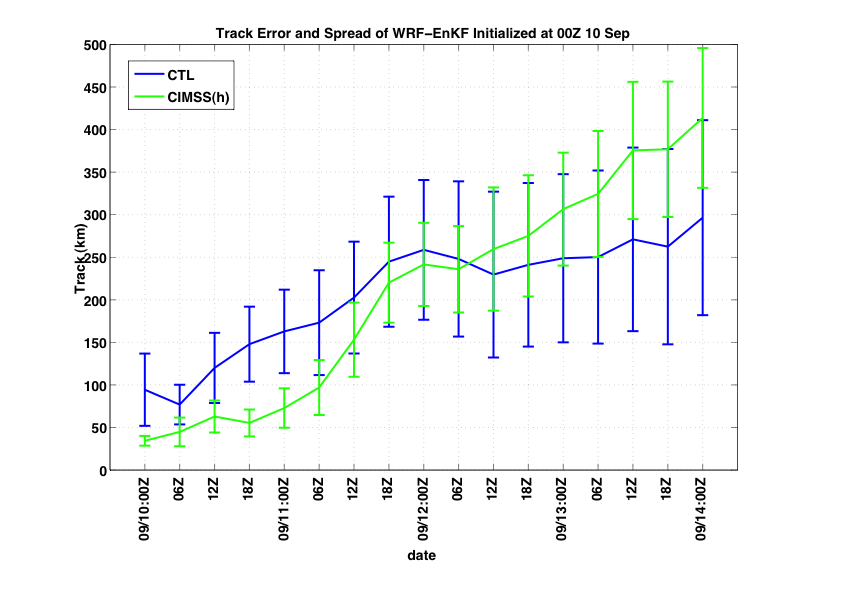 Track Error and Spread of WRF−EnKF Initialized at 00Z 10 Sep
CTL
CIMSS(h)
500
450
400
350
300
250
200
150
100
50
0
Track (km)
09/10:00Z
06Z
12Z
18Z
09/11:00Z
06Z
12Z
18Z
09/12:00Z
06Z
12Z
18Z
09/13:00Z
06Z
12Z
18Z
09/14:00Z
date